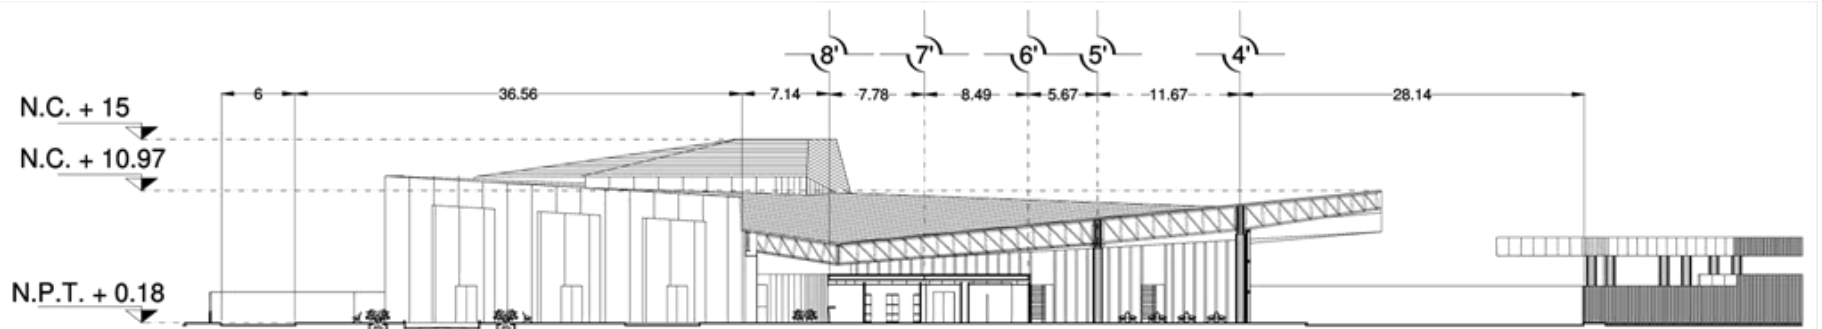 8' 7' 6' 5' 4'
6 36.56 7.14 7.78 8.49 5.67 11.67 28.14
N.C. + 15
N.C. + 10.97
N.P.T. + 0.18